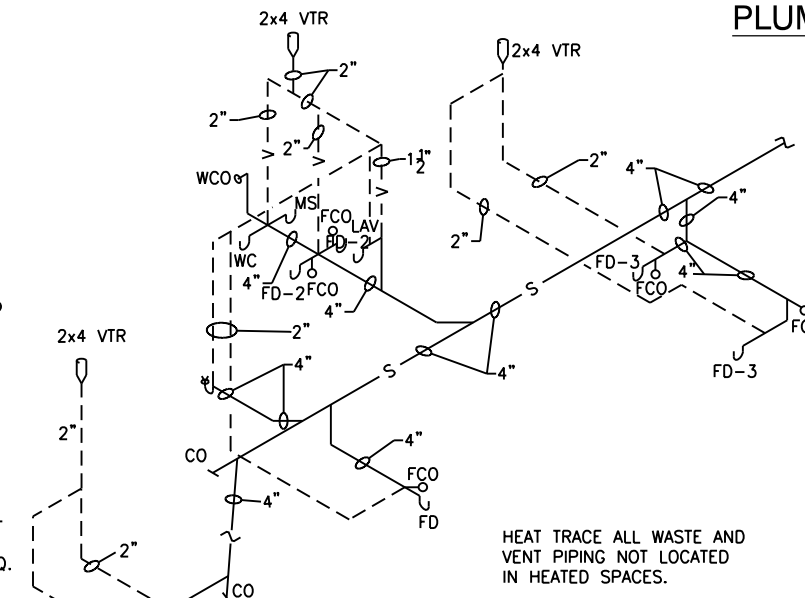 PLUM
2x4 VTR
2x4 VTR
2"
2"
2"
2"
1½"
4"
4"
WCO
MS
FCO
LAV
FD-2
2"
WC
4"
FD-2
FCO
4"
FD-3
FCO
4"
FC
2"
S
2x4 VTR
4"
4"
FD-3
S
2"
4"
CO
FCO
4"
FD
2"
Q.
CO
HEAT TRACE ALL WASTE AND
VENT PIPING NOT LOCATED
IN HEATED SPACES.